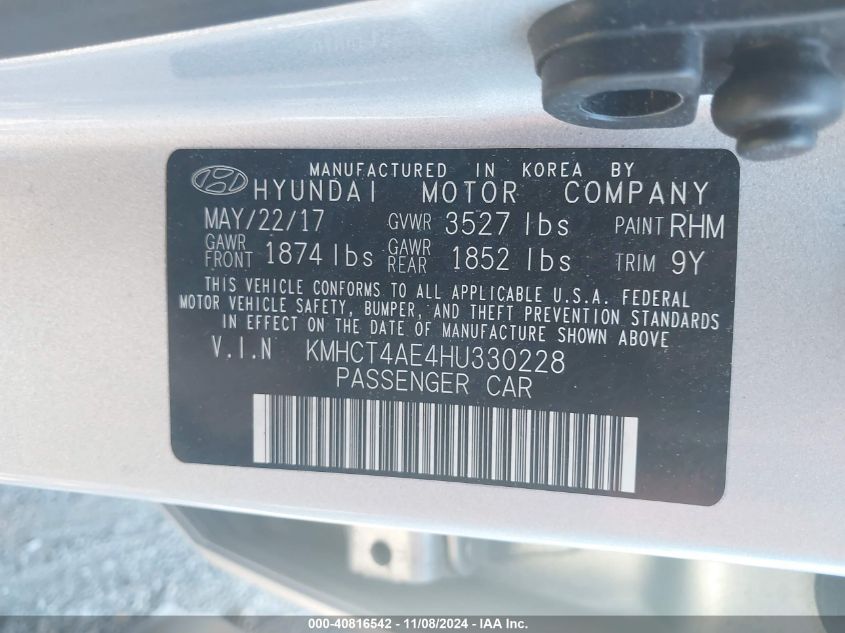 MANUFACTURED IN KOREA BY
HYUNDAI MOTOR COMPANY
MAY/22/17 GVWR 3527 lbs PAINT RHM
GAWR FRONT 1874 lbs GAWR REAR 1852 lbs TRIM 9Y
THIS VEHICLE CONFORMS TO ALL APPLICABLE U.S.A. FEDERAL
MOTOR VEHICLE SAFETY, BUMPER, AND THEFT PREVENTION STANDARDS
IN EFFECT ON THE DATE OF MANUFACTURE SHOWN ABOVE
V.I.N KMHCT4AE4HU330228
PASSENGER CAR
000-40816542 - 11/08/2024 - IAA Inc.